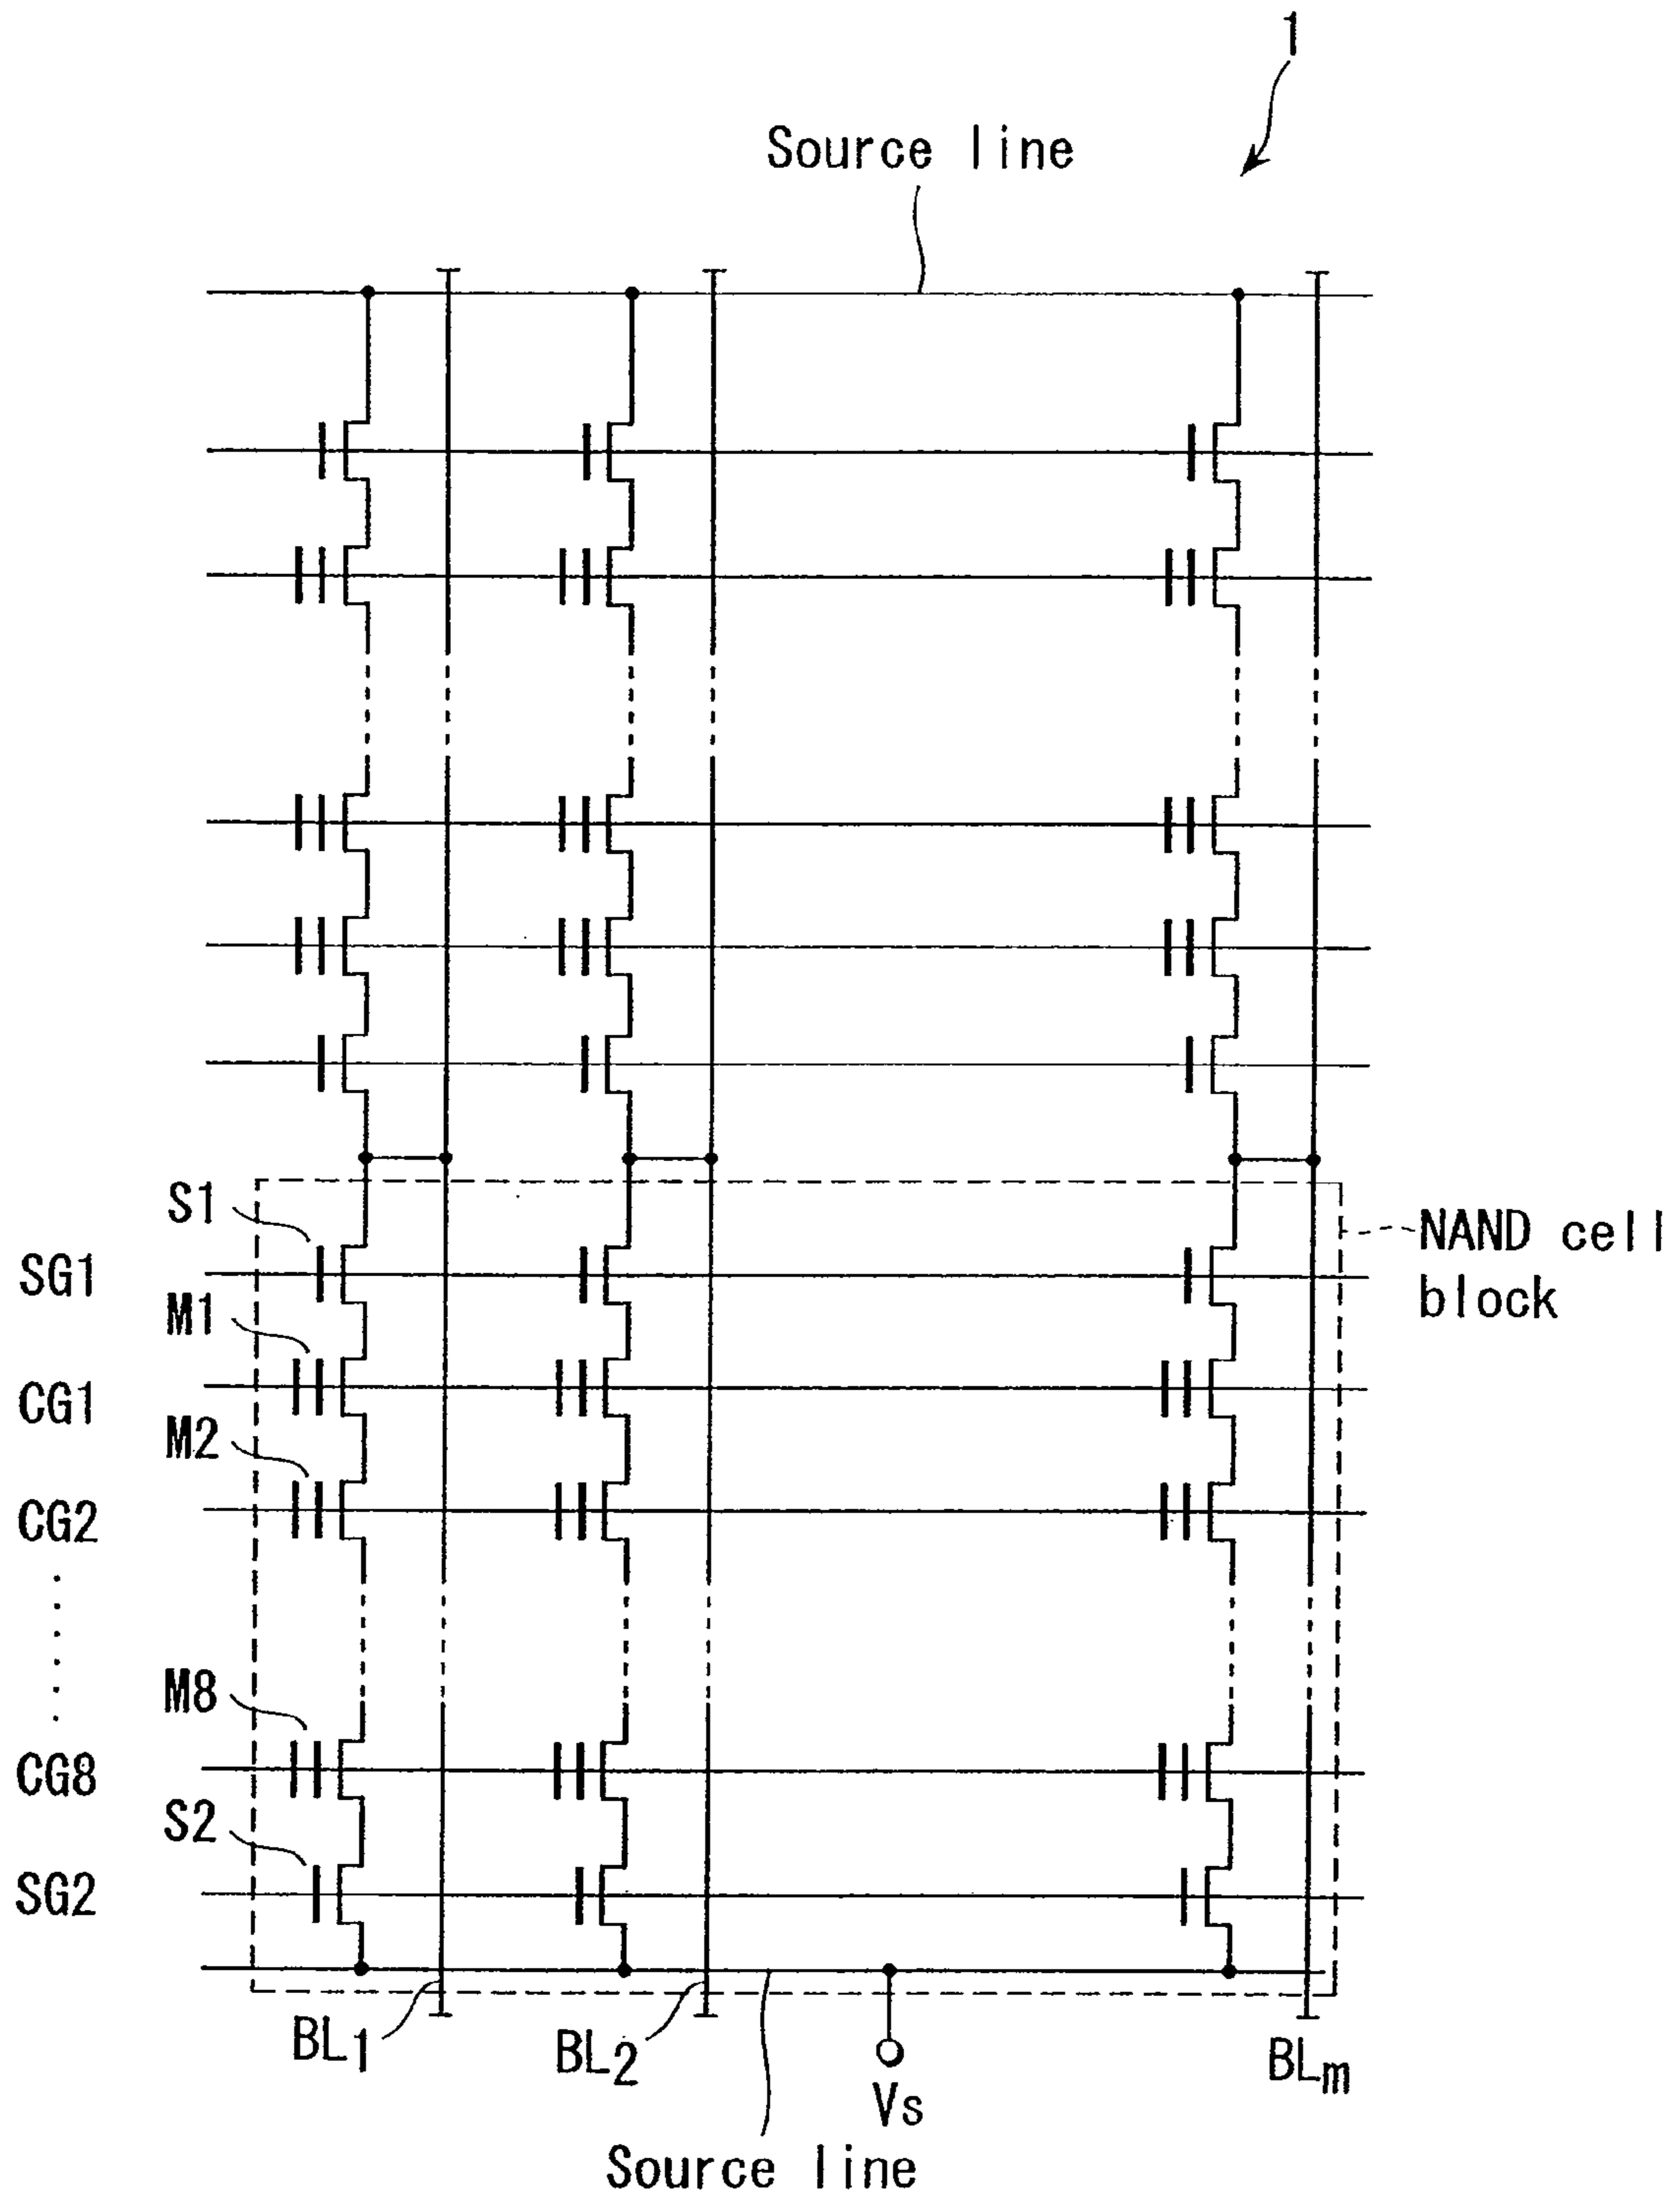 1
Source line
S1
NAND cell
block
SG1
M1
CG1
M2
CG2
M8
CG8
S2
SG2
BL1
BL2
BLm
Vs
Source line